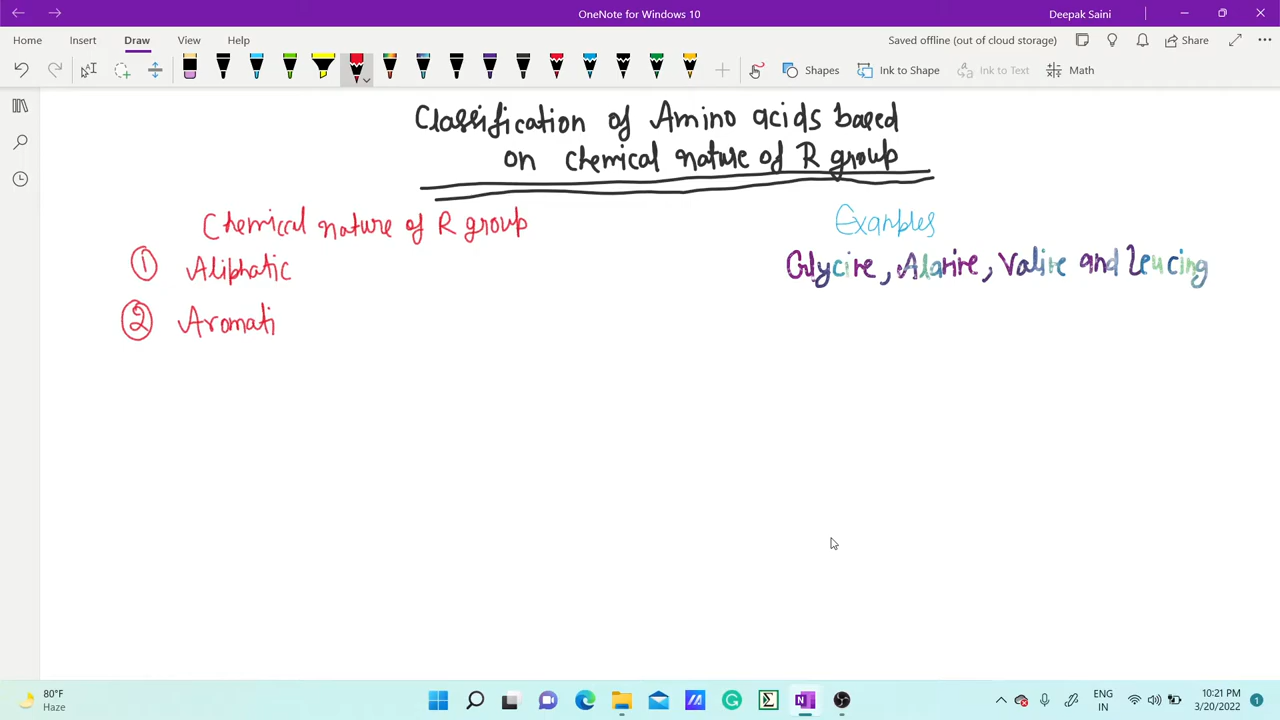 OneNote for Windows 10
Deepak Saini
Home Insert Draw View Help
Saved offline (out of cloud storage)
Share
Shapes
Ink to Shape
Ink to Text
Math
Classification of Amino acids based
on chemical nature of R group
Chemical nature of R group
Examples
① Aliphatic
Glycine, Alanine, Valine and Leucing
② Aromati
80°F
Haze
ENG
IN
10:21 PM
3/20/2022
1